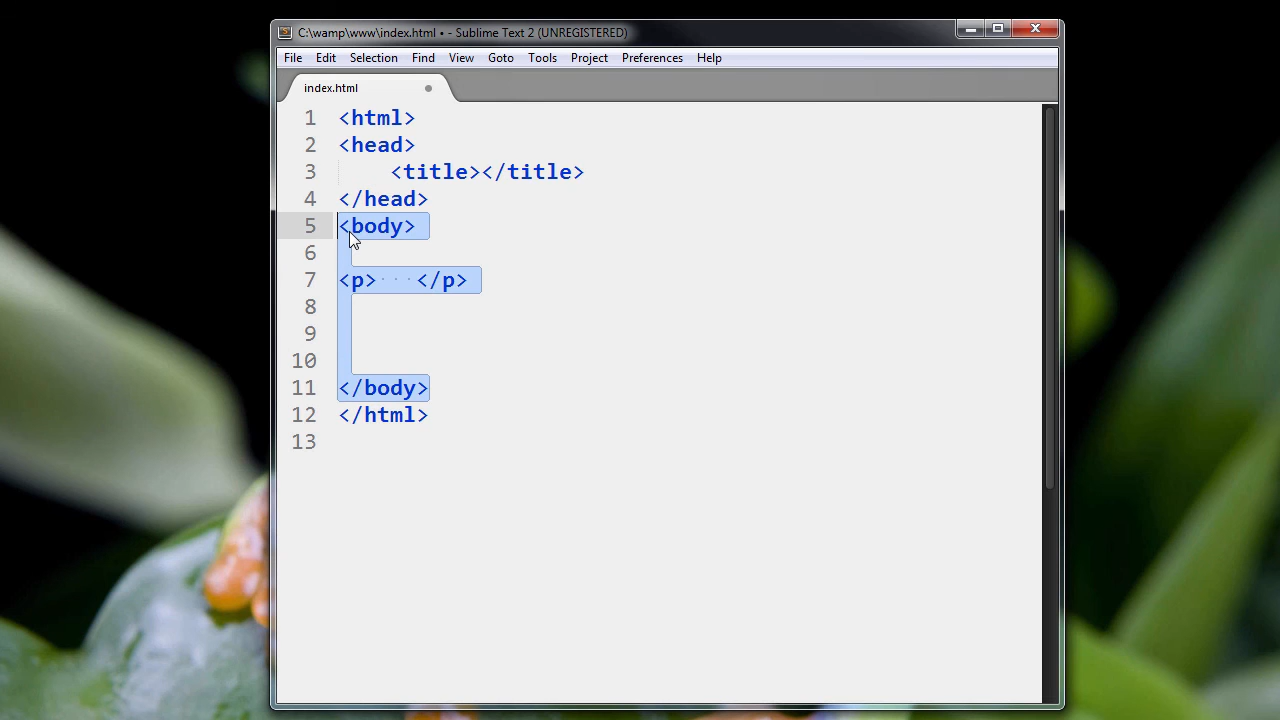 C:\wamp\www\index.html • - Sublime Text 2 (UNREGISTERED)
File Edit Selection Find View Goto Tools Project Preferences Help
index.html
1 <html>
2 <head>
3 <title></title>
4 </head>
5 <body>
6
7 <p> </p>
8
9
10
11 </body>
12 </html>
13